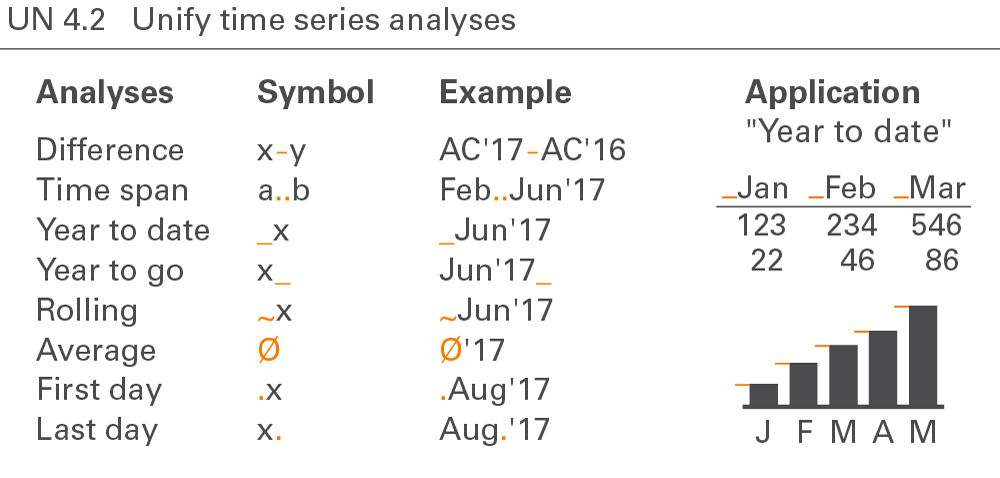 UN 4.2 Unify time series analyses
Analyses Symbol Example
Difference x-y AC'17-AC'16
Time span a..b Feb..Jun'17
Year to date _x _Jun'17
Year to go x_ Jun'17_
Rolling ~x ~Jun'17
Average Ø Ø'17
First day .x .Aug'17
Last day x. Aug.'17
Application
"Year to date"
_Jan _Feb _Mar
123 234 546
22 46 86
J F M A M